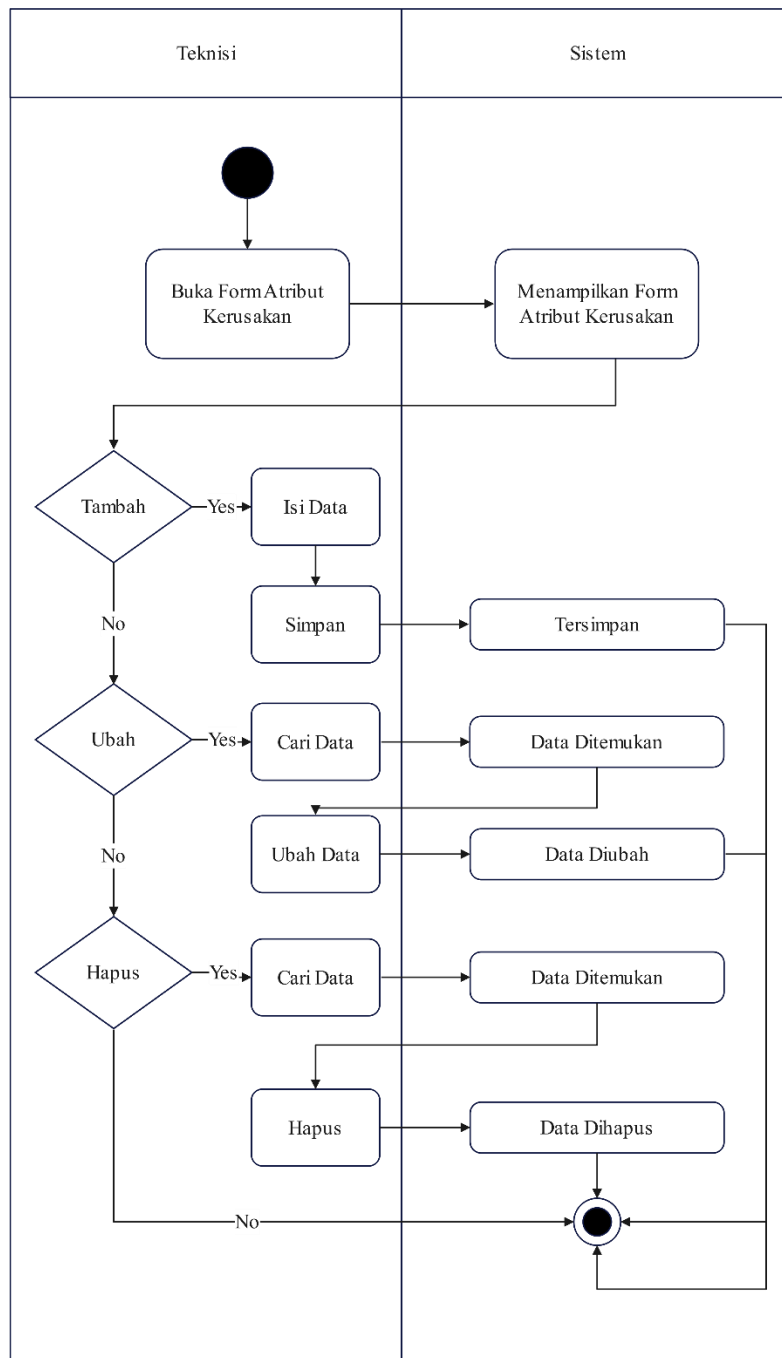 Teknisi
Sistem
Buka Form Atribut
Kerusakan
Menampilkan Form
Atribut Kerusakan
Tambah
Yes
Isi Data
No
Simpan
Tersimpan
Ubah
Yes
Cari Data
Data Ditemukan
No
Ubah Data
Data Diubah
Hapus
Yes
Cari Data
Data Ditemukan
Hapus
Data Dihapus
No